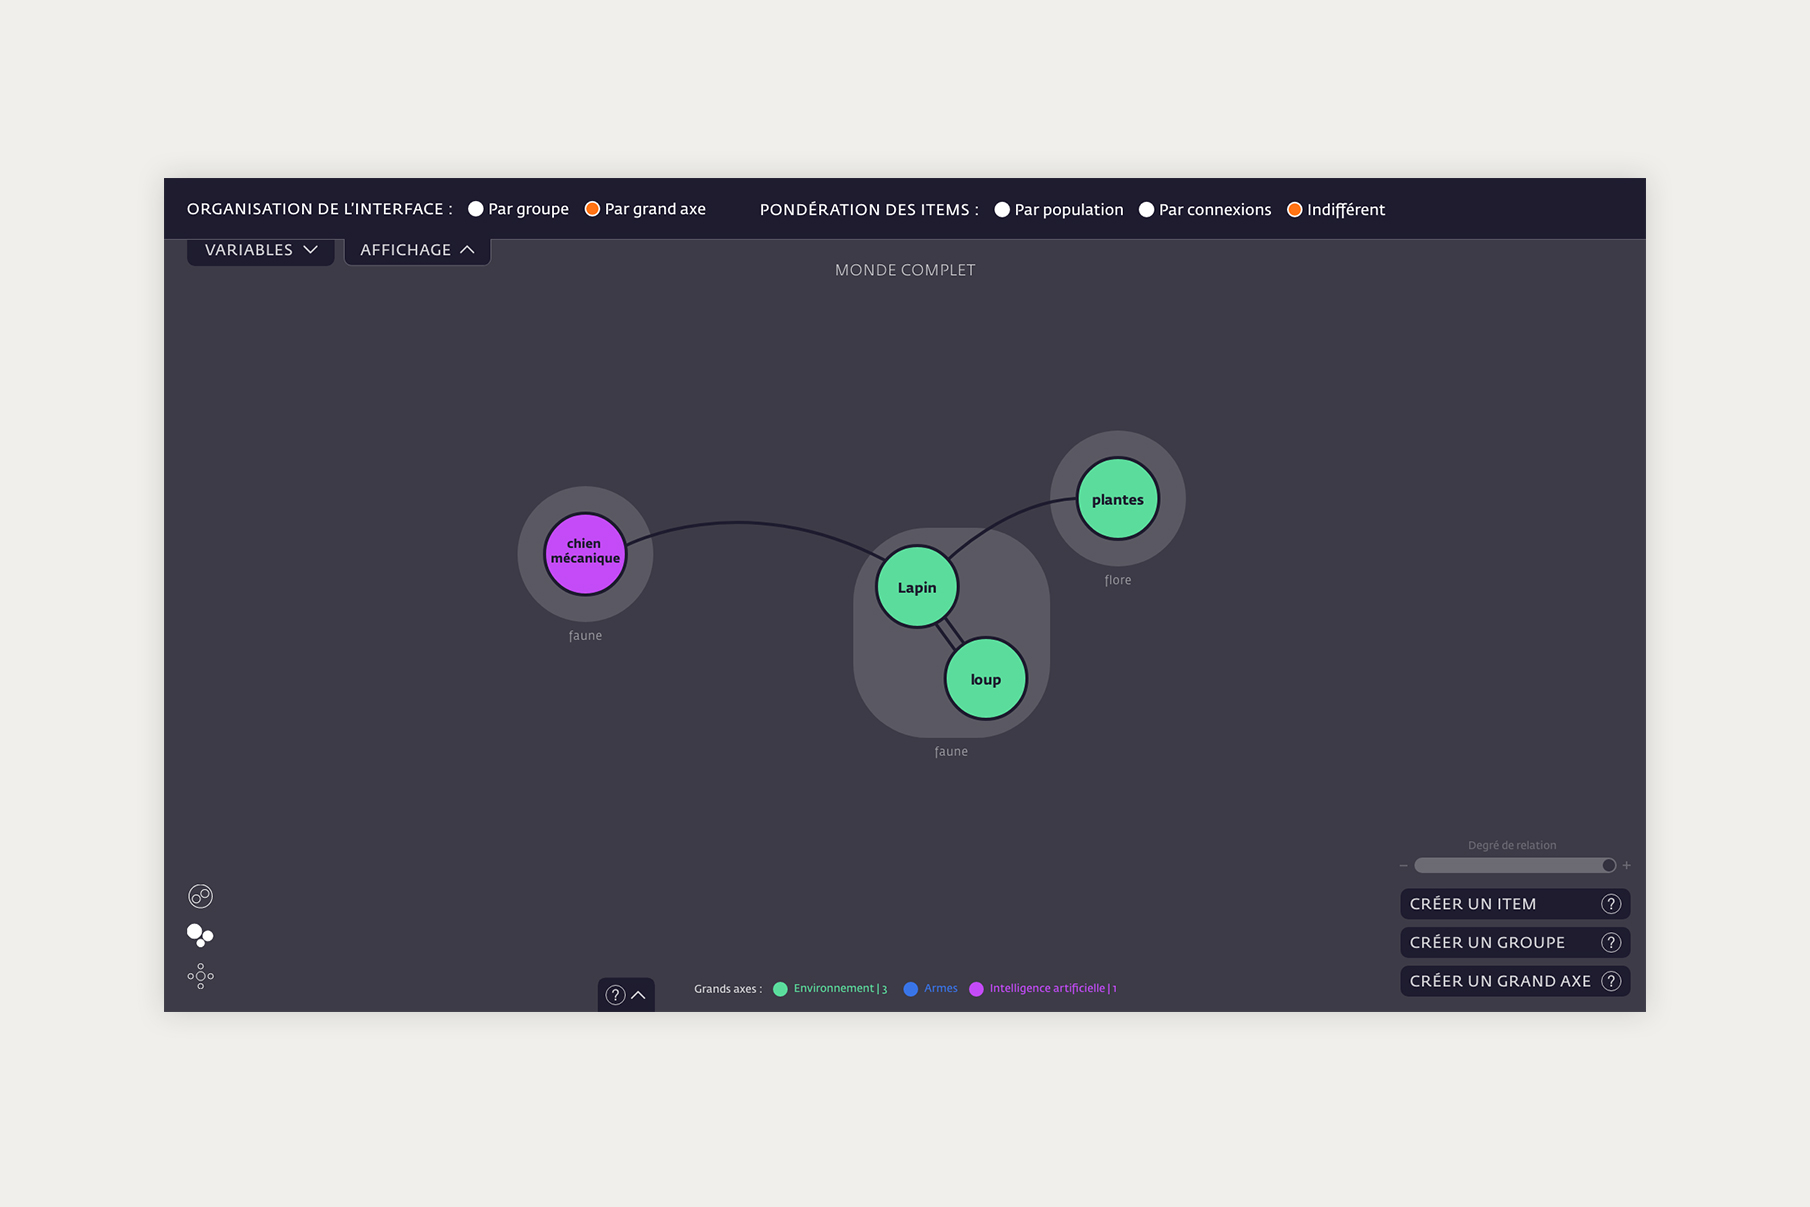 ORGANISATION DE L'INTERFACE : Par groupe Par grand axe PONDÉRATION DES ITEMS : Par population Par connexions Indifférent
VARIABLES AFFICHAGE
MONDE COMPLET
plantes
chien
mécanique
flore
Lapin
faune
loup
faune
Degré de relation
− +
CRÉER UN ITEM ?
CRÉER UN GROUPE ?
CRÉER UN GRAND AXE ?
? Grands axes : Environnement | 3 Armes Intelligence artificielle | 1